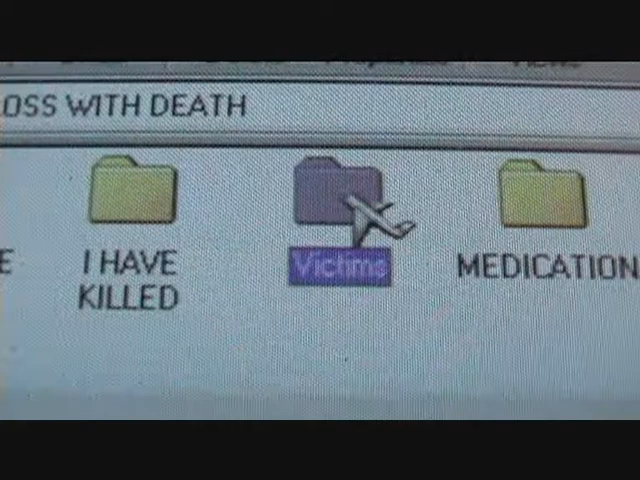 OSS WITH DEATH
E
I HAVE
KILLED
Victims
MEDICATION